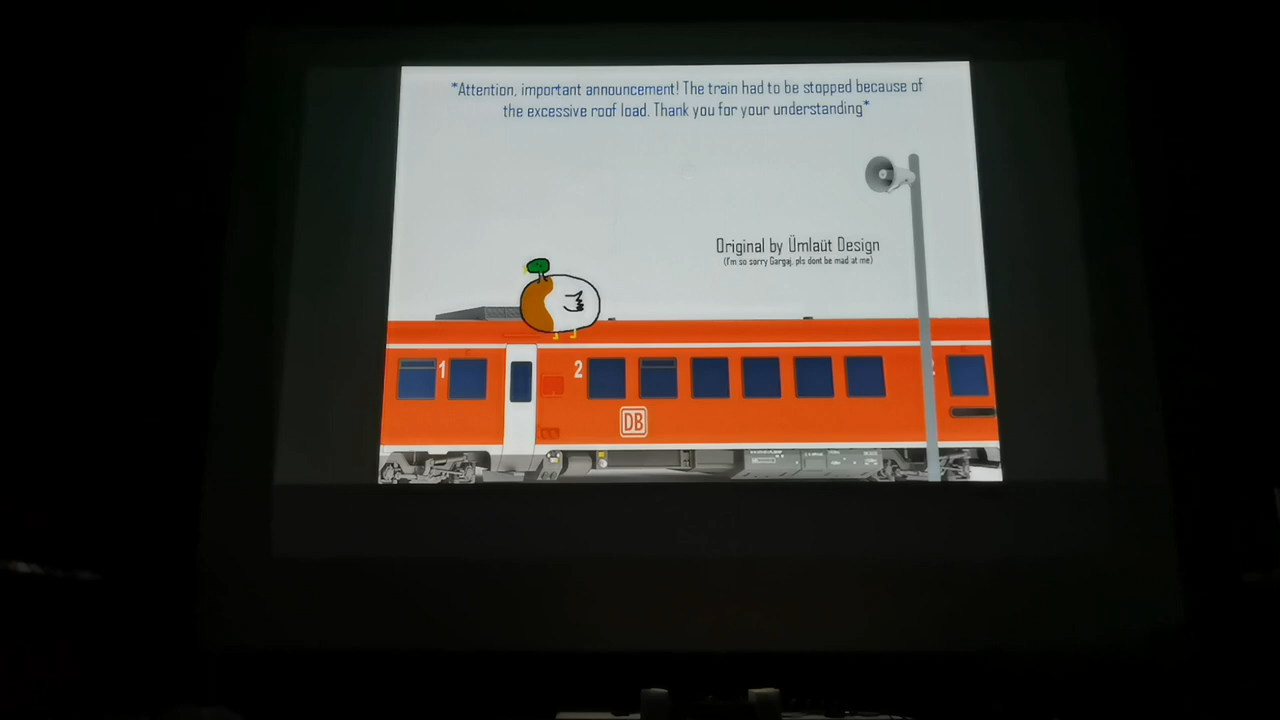 *Attention, important announcement! The train had to be stopped because of
the excessive roof load. Thank you for your understanding*
Original by Ümlaüt Design
(I'm so sorry Gargaj, pls dont be mad at me)
1
2
2
DB